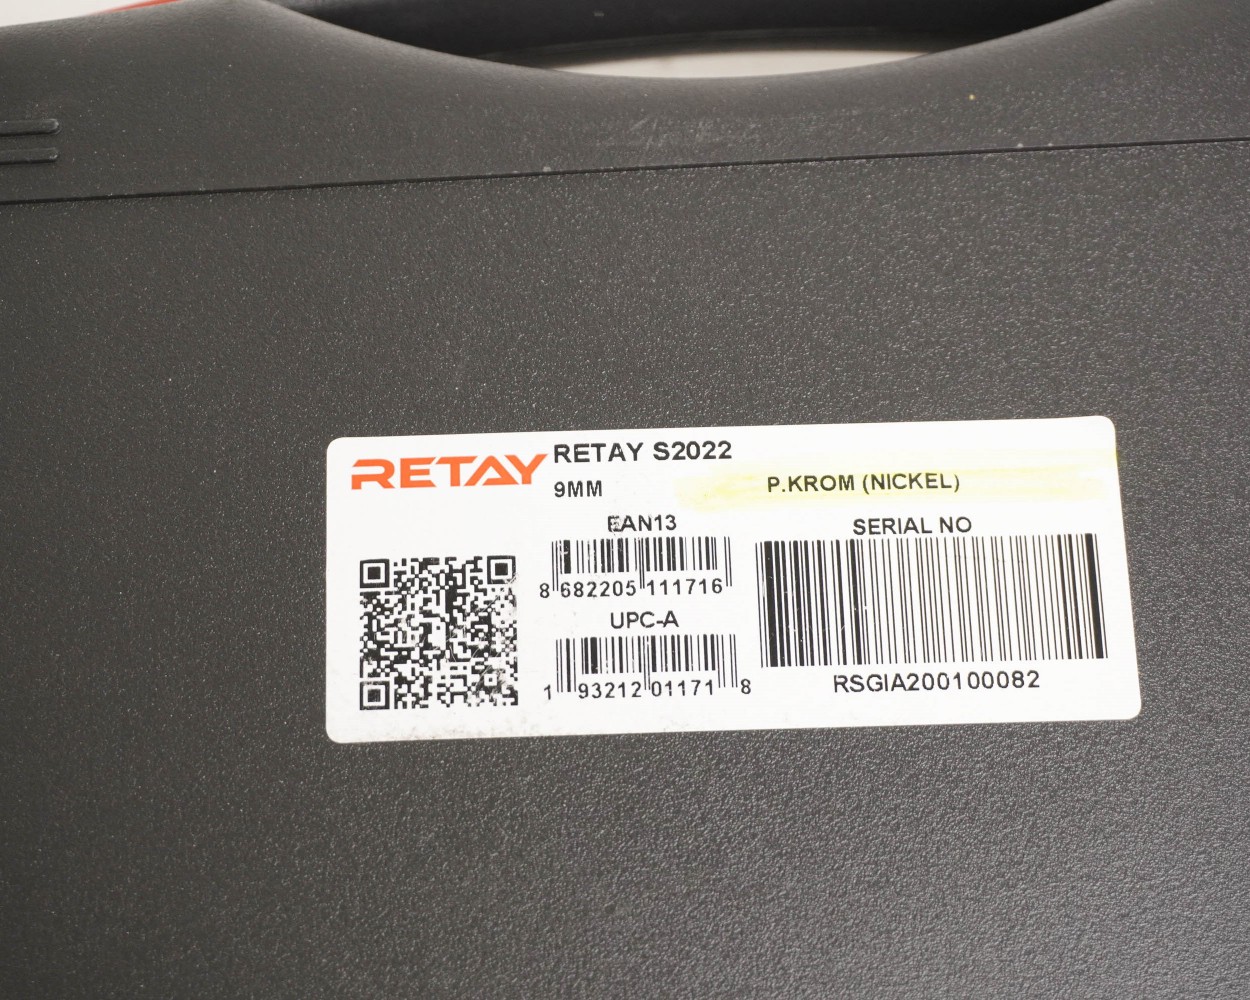 RETAY
RETAY S2022
9MM
P.KROM (NICKEL)
EAN13
8 682205 111716
UPC-A
1 93212 01171 8
SERIAL NO
RSGIA200100082